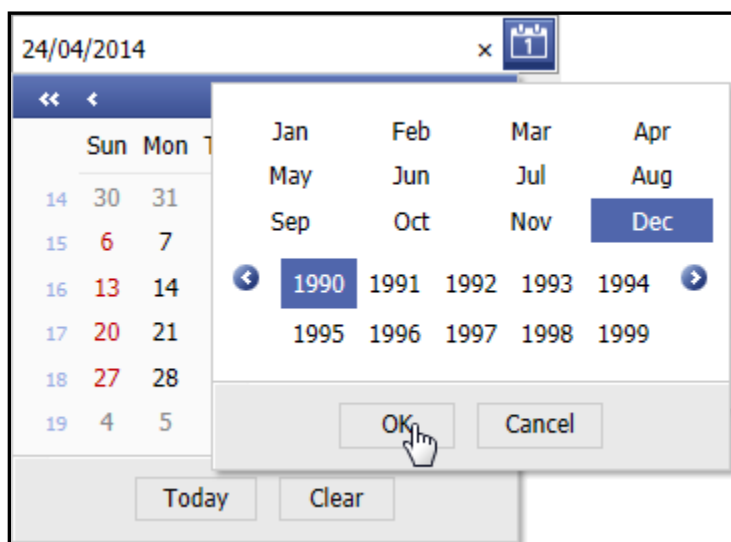 24/04/2014 × 1
Jan Feb Mar Apr
Sun Mon T
May Jun Jul Aug
14 30 31
Sep Oct Nov Dec
15 6 7
16 13 14
1990 1991 1992 1993 1994
17 20 21
1995 1996 1997 1998 1999
18 27 28
19 4 5
OK Cancel
Today Clear